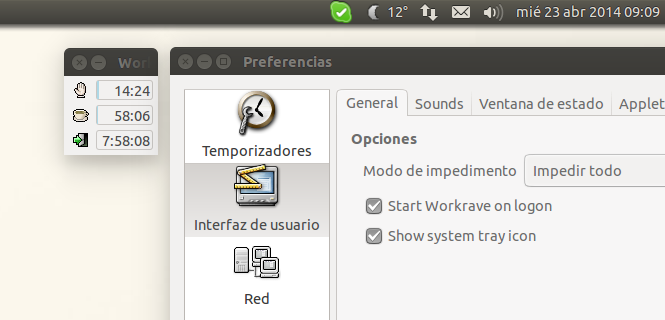 12° mié 23 abr 2014 09:09
Wor
Preferencias
14:24
58:06
7:58:08
Temporizadores
Interfaz de usuario
Red
General Sounds Ventana de estado Applet
Opciones
Modo de impedimento Impedir todo
Start Workrave on logon
Show system tray icon